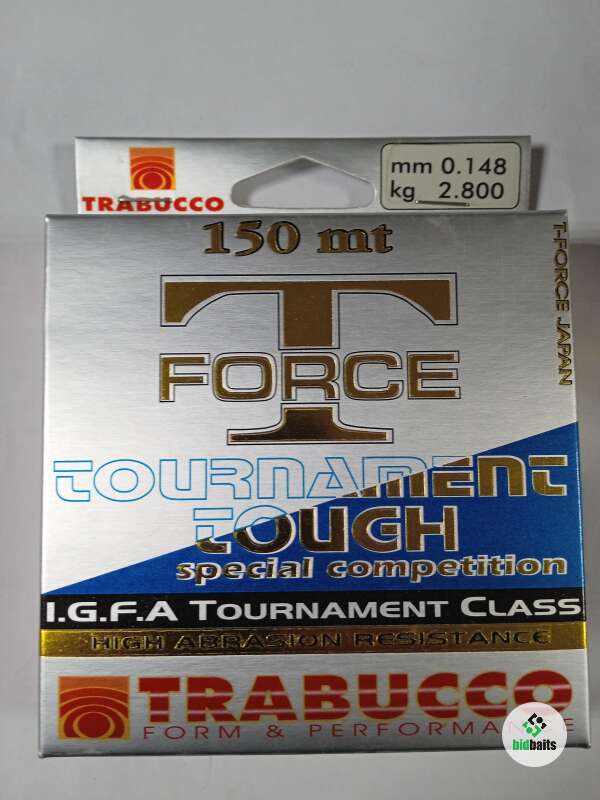 mm 0.148
kg 2.800
TRABUCCO
150 mt
T
FORCE
T-FORCE JAPAN
TOURNAMENT
TOUGH
special competition
I.G.F.A TOURNAMENT CLASS
HIGH ABRASION RESISTANCE
TRABUCCO
FORM & PERFORMANCE
bidbaits